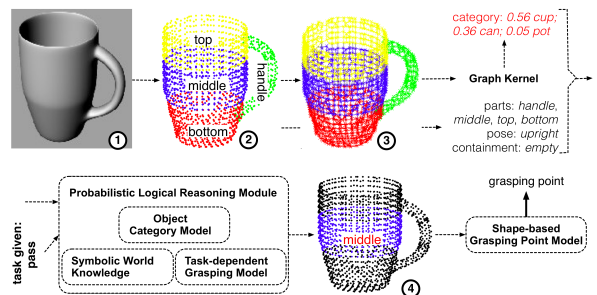 top
middle
bottom
handle
1
2
3
category: 0.56 cup;
0.36 can; 0.05 pot
Graph Kernel
parts: handle,
middle, top, bottom
pose: upright
containment: empty
task given:
pass
Probabilistic Logical Reasoning Module
Object
Category Model
Symbolic World
Knowledge
Task-dependent
Grasping Model
middle
4
grasping point
Shape-based
Grasping Point Model